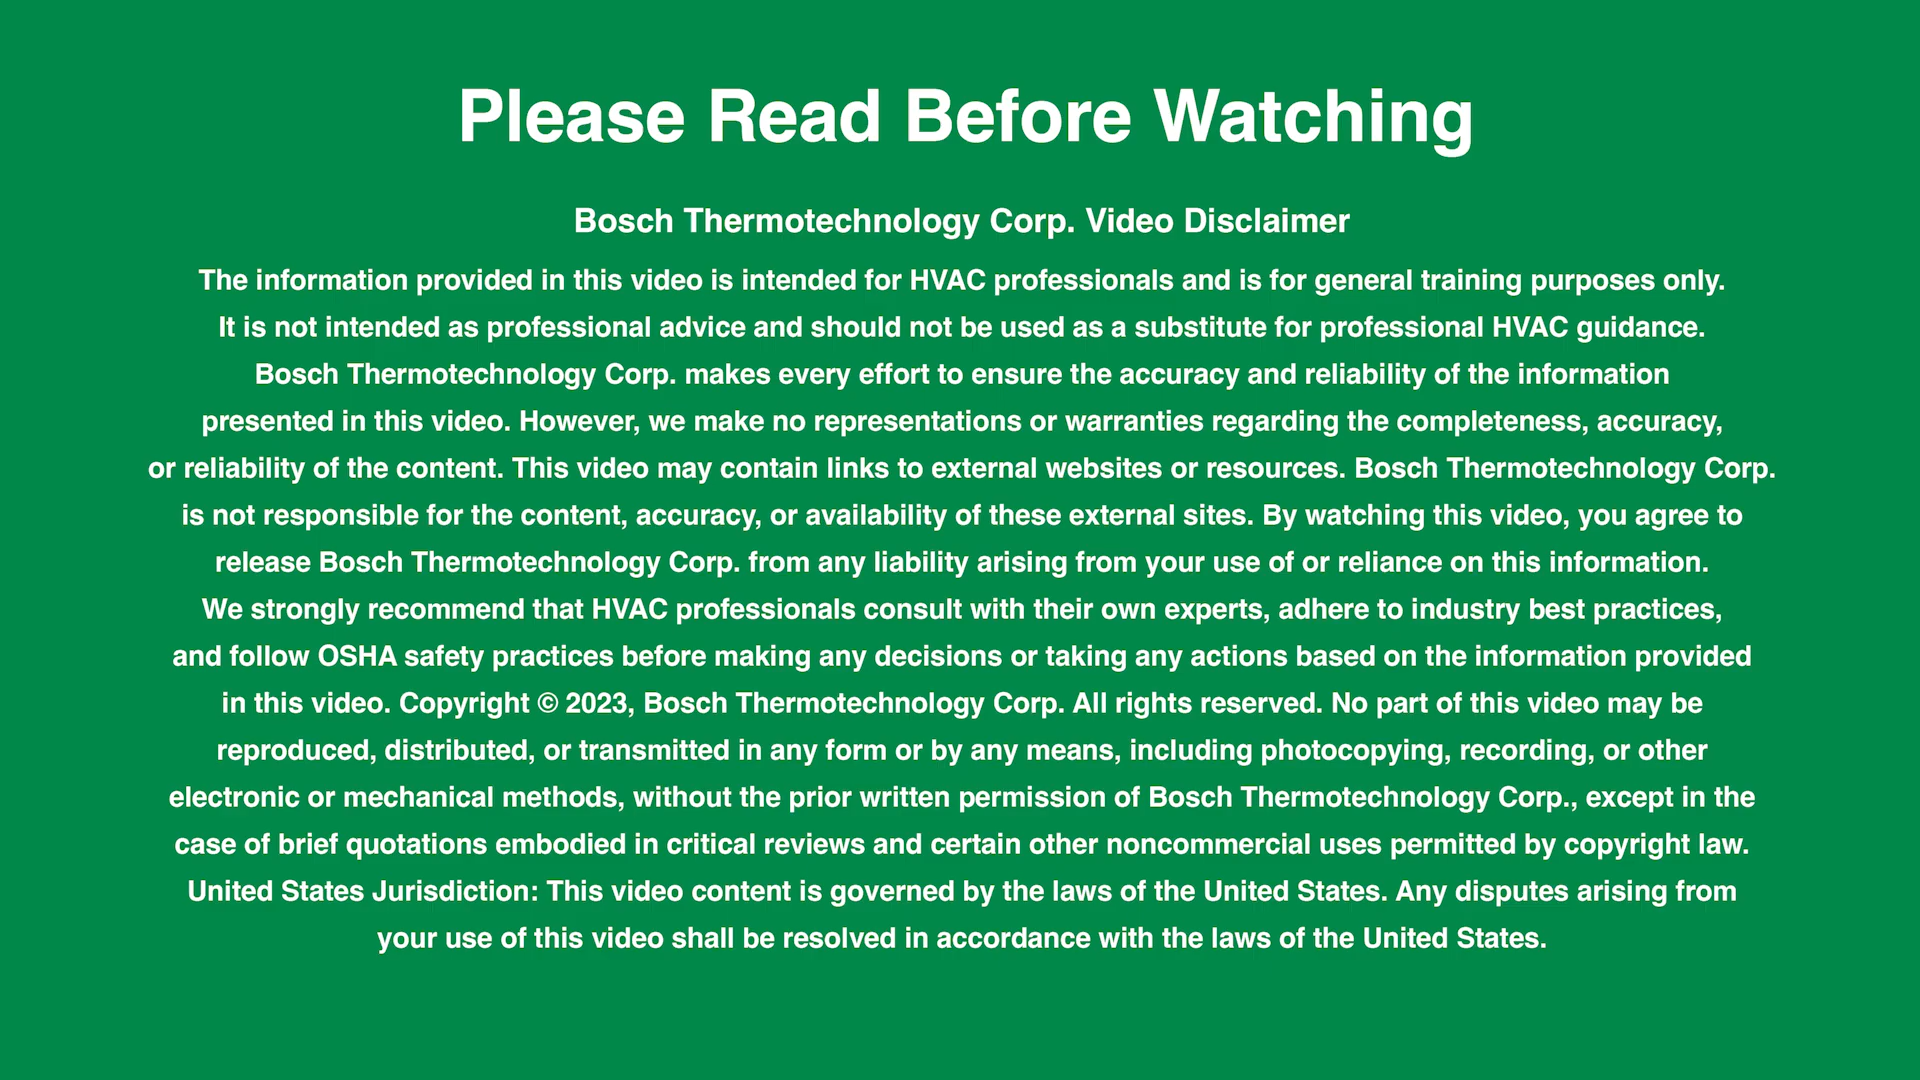 Please Read Before Watching
Bosch Thermotechnology Corp. Video Disclaimer
The information provided in this video is intended for HVAC professionals and is for general training purposes only.
It is not intended as professional advice and should not be used as a substitute for professional HVAC guidance.
Bosch Thermotechnology Corp. makes every effort to ensure the accuracy and reliability of the information
presented in this video. However, we make no representations or warranties regarding the completeness, accuracy,
or reliability of the content. This video may contain links to external websites or resources. Bosch Thermotechnology Corp.
is not responsible for the content, accuracy, or availability of these external sites. By watching this video, you agree to
release Bosch Thermotechnology Corp. from any liability arising from your use of or reliance on this information.
We strongly recommend that HVAC professionals consult with their own experts, adhere to industry best practices,
and follow OSHA safety practices before making any decisions or taking any actions based on the information provided
in this video. Copyright © 2023, Bosch Thermotechnology Corp. All rights reserved. No part of this video may be
reproduced, distributed, or transmitted in any form or by any means, including photocopying, recording, or other
electronic or mechanical methods, without the prior written permission of Bosch Thermotechnology Corp., except in the
case of brief quotations embodied in critical reviews and certain other noncommercial uses permitted by copyright law.
United States Jurisdiction: This video content is governed by the laws of the United States. Any disputes arising from
your use of this video shall be resolved in accordance with the laws of the United States.